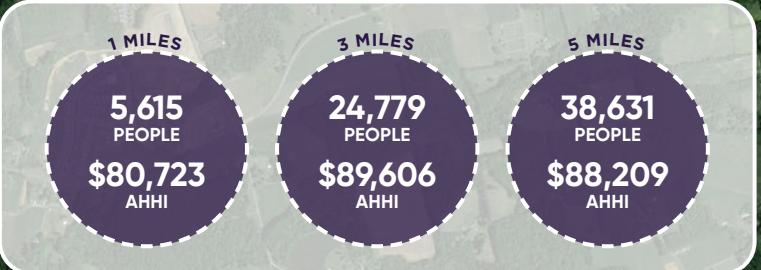 1 MILES
5,615
PEOPLE
$80,723
AHHI
3 MILES
24,779
PEOPLE
$89,606
AHHI
5 MILES
38,631
PEOPLE
$88,209
AHHI